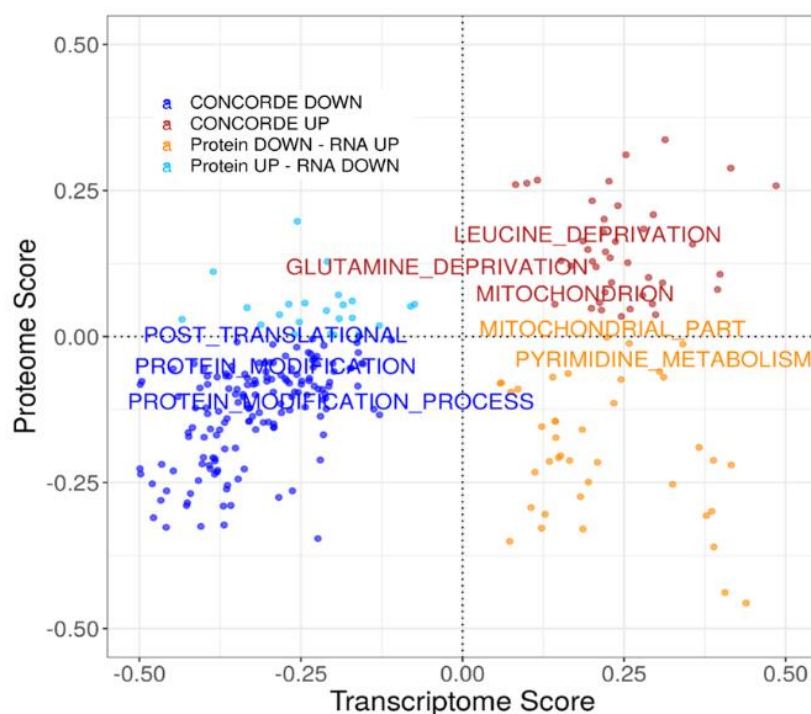 0.50
a CONCORDE DOWN
a CONCORDE UP
a Protein DOWN - RNA UP
a Protein UP - RNA DOWN
0.25
LEUCINE_DEPRIVATION
GLUTAMINE_DEPRIVATION
MITOCHONDRION
MITOCHONDRIAL_PART
0.00
POST_TRANSLATIONAL
PYRIMIDINE_METABOLISM
PROTEIN_MODIFICATION
PROTEIN_MODIFICATION_PROCESS
-0.25
-0.50
Proteome Score
-0.50 -0.25 0.00 0.25 0.50
Transcriptome Score